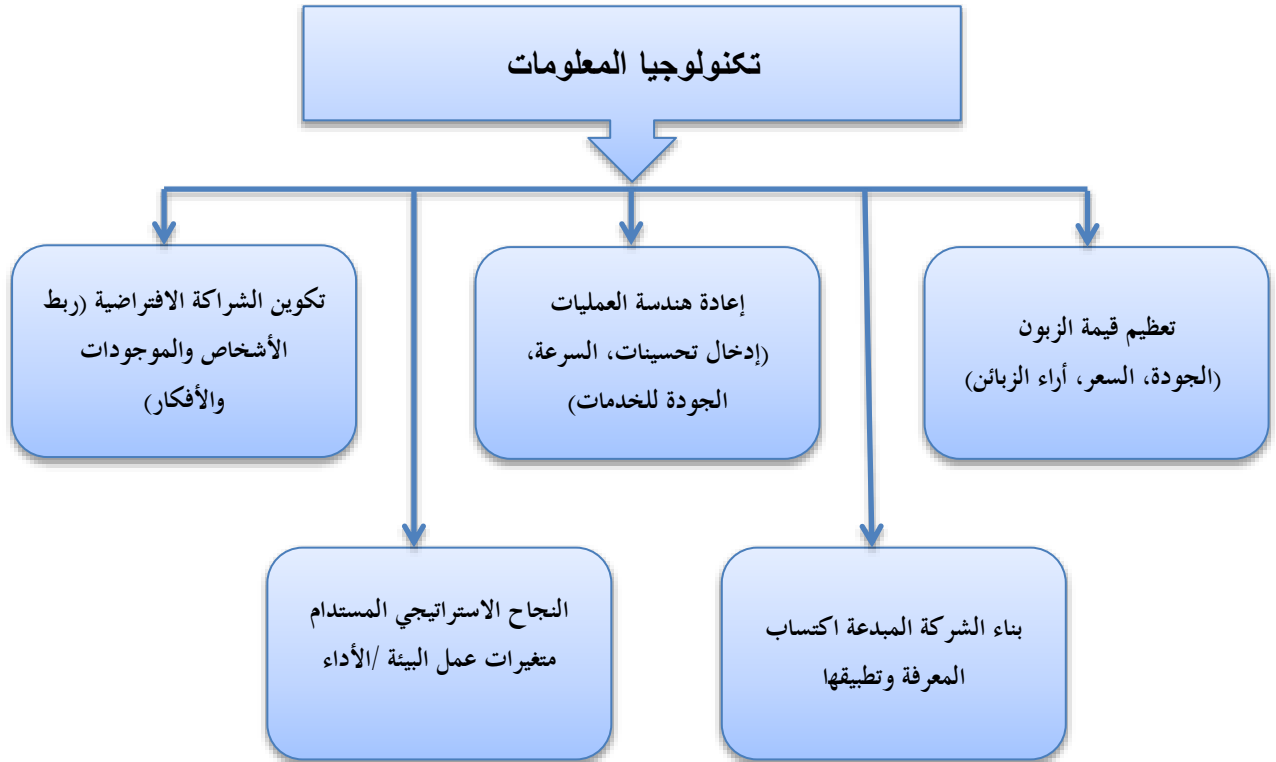 تكنولوجيا المعلومات
تعظيم قيمة الزبون
(الجودة، السعر، أراء الزبائن)
إعادة هندسة العمليات
(إدخال تحسينات، السرعة،
الجودة للخدمات)
تكوين الشراكة الافتراضية (ربط
الأشخاص والموجودات
والأفكار)
بناء الشركة المبدعة اكتساب
المعرفة وتطبيقها
النجاح الاستراتيجي المستدام
متغيرات عمل البيئة /الأداء